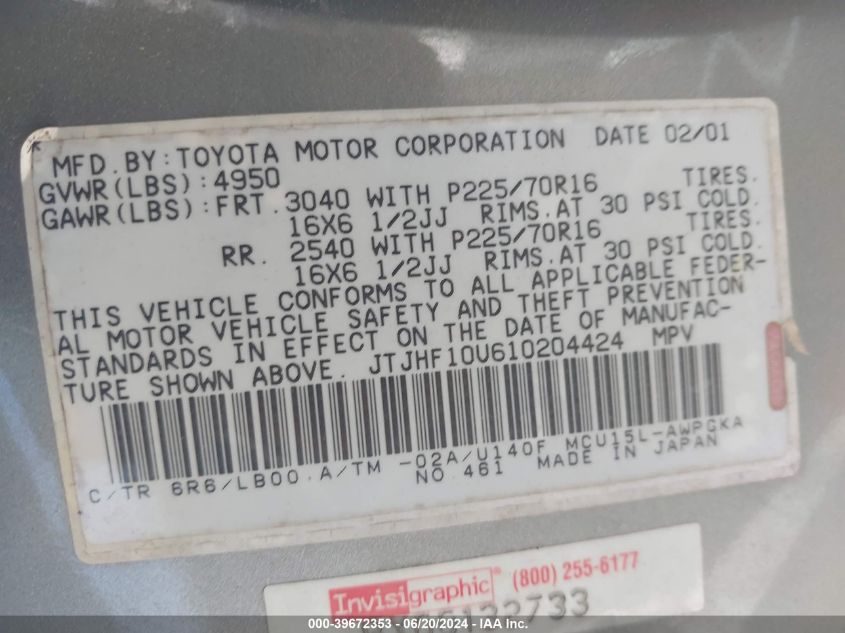 MFD.BY:TOYOTA MOTOR CORPORATION DATE 02/01
GVWR(LBS):4950
GAWR(LBS):FRT.3040 WITH P225/70R16 TIRES.
16X6 1/2JJ RIMS.AT 30 PSI COLD.
RR. 2540 WITH P225/70R16 TIRES.
16X6 1/2JJ RIMS.AT 30 PSI COLD.
THIS VEHICLE CONFORMS TO ALL APPLICABLE FEDER-
AL MOTOR VEHICLE SAFETY AND THEFT PREVENTION
STANDARDS IN EFFECT ON THE DATE OF MANUFAC-
TURE SHOWN ABOVE. JTJHF10U610204424 MPV
C/TR 6R6/LB00.A/TM -02A/U140F MCU15L-AWPGKA
NO.461 MADE IN JAPAN
Invisigraphic® (800) 255-6177
000-39672353 - 06/20/2024 - All rights reserved. © IAA, Inc.